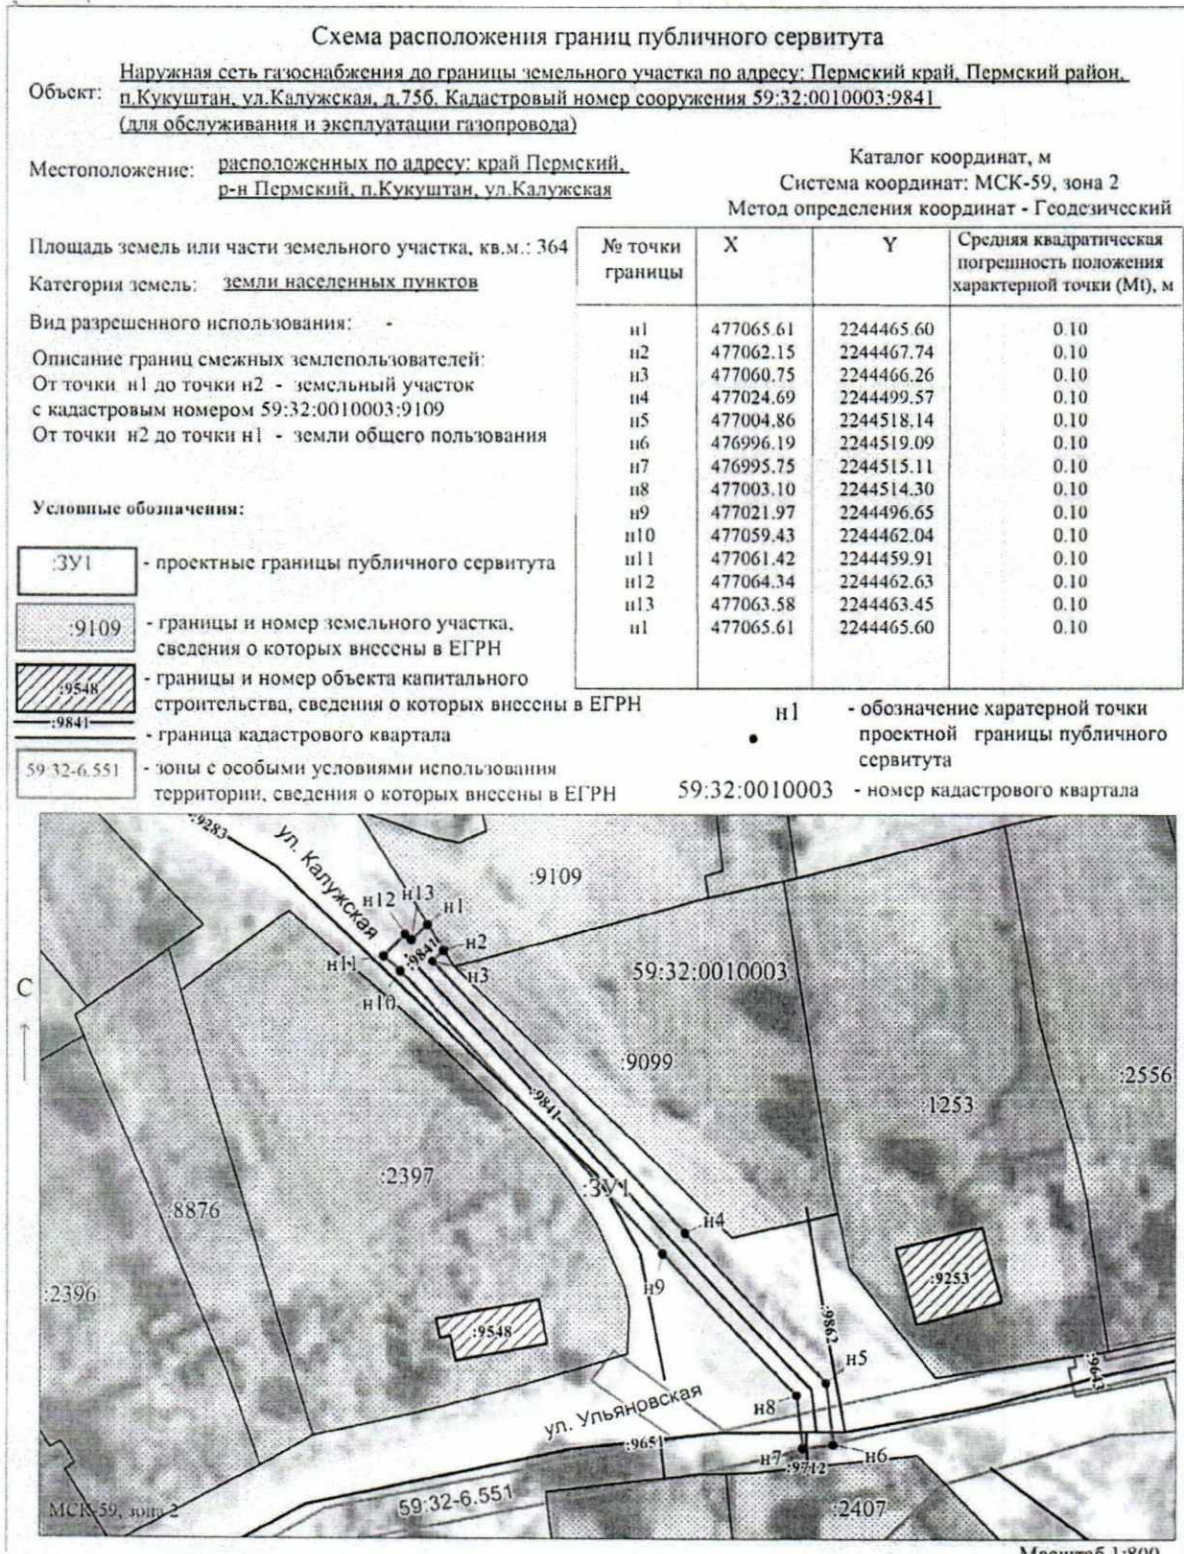 Схема расположения границ публичного сервитута
Объект: Наружная сеть газоснабжения до границы земельного участка по адресу: Пермский край, Пермский район,
п.Кукуштан, ул.Калужская, д.75б. Кадастровый номер сооружения 59:32:0010003:9841
(для обслуживания и эксплуатации газопровода)
Местоположение: расположенных по адресу: край Пермский,
р-н Пермский, п.Кукуштан, ул.Калужская
Площадь земель или части земельного участка, кв.м.: 364
Категория земель: земли населенных пунктов
Вид разрешенного использования: -
Описание границ смежных землепользователей:
От точки н1 до точки н2 - земельный участок
с кадастровым номером 59:32:0010003:9109
От точки н2 до точки н1 - земли общего пользования
Каталог координат, м
Система координат: МСК-59, зона 2
Метод определения координат - Геодезический
№ точки границы X Y Средняя квадратическая погрешность положения характерной точки (Mt), м
н1 477065.61 2244465.60 0.10
н2 477062.15 2244467.74 0.10
н3 477060.75 2244466.26 0.10
н4 477024.69 2244499.57 0.10
н5 477004.86 2244518.14 0.10
н6 476996.19 2244519.09 0.10
н7 476995.75 2244515.11 0.10
н8 477003.10 2244514.30 0.10
н9 477021.97 2244496.65 0.10
н10 477059.43 2244462.04 0.10
н11 477061.42 2244459.91 0.10
н12 477064.34 2244462.63 0.10
н13 477063.58 2244463.45 0.10
н1 477065.61 2244465.60 0.10
Условные обозначения:
:ЗУ1 - проектные границы публичного сервитута
:9109 - границы и номер земельного участка,
сведения о которых внесены в ЕГРН
:9548 - границы и номер объекта капитального
:9841 строительства, сведения о которых внесены в ЕГРН
- граница кадастрового квартала
59:32-6.551 - зоны с особыми условиями использования
территории, сведения о которых внесены в ЕГРН
н1 - обозначение харатерной точки
проектной границы публичного
сервитута
59:32:0010003 - номер кадастрового квартала
:9283
ул. Калужская
:9109
н12
н13
н1
:9841
н2
н11
н3
н10
59:32:0010003
С
:9099
:2556
:9841
:1253
:2397
:ЗУ1
:8876
н4
:2396
н9
:9253
:9548
:9862
н5
:9643
н8
ул. Ульяновская
:9651
н7
н6
:9712
59:32-6.551
:2407
МСК-59, зона 2
Масштаб 1:800